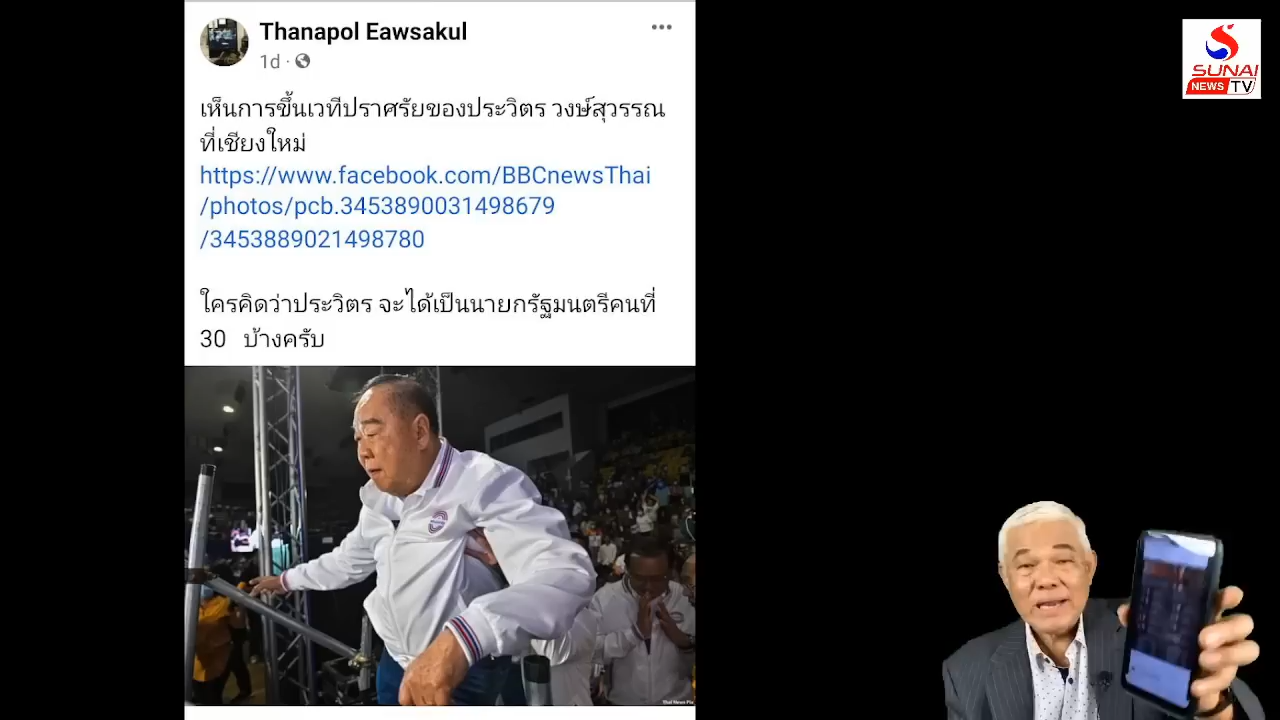 Thanapol Eawsakul
1d
เห็นการขึ้นเวทีปราศรัยของประวิตร วงษ์สุวรรณ
ที่เชียงใหม่
https://www.facebook.com/BBCnewsThai
/photos/pcb.3453890031498679
/3453889021498780
ใครคิดว่าประวิตร จะได้เป็นนายกรัฐมนตรีคนที่
30 บ้างครับ
Thai News Pix
SUNAI
NEWS TV